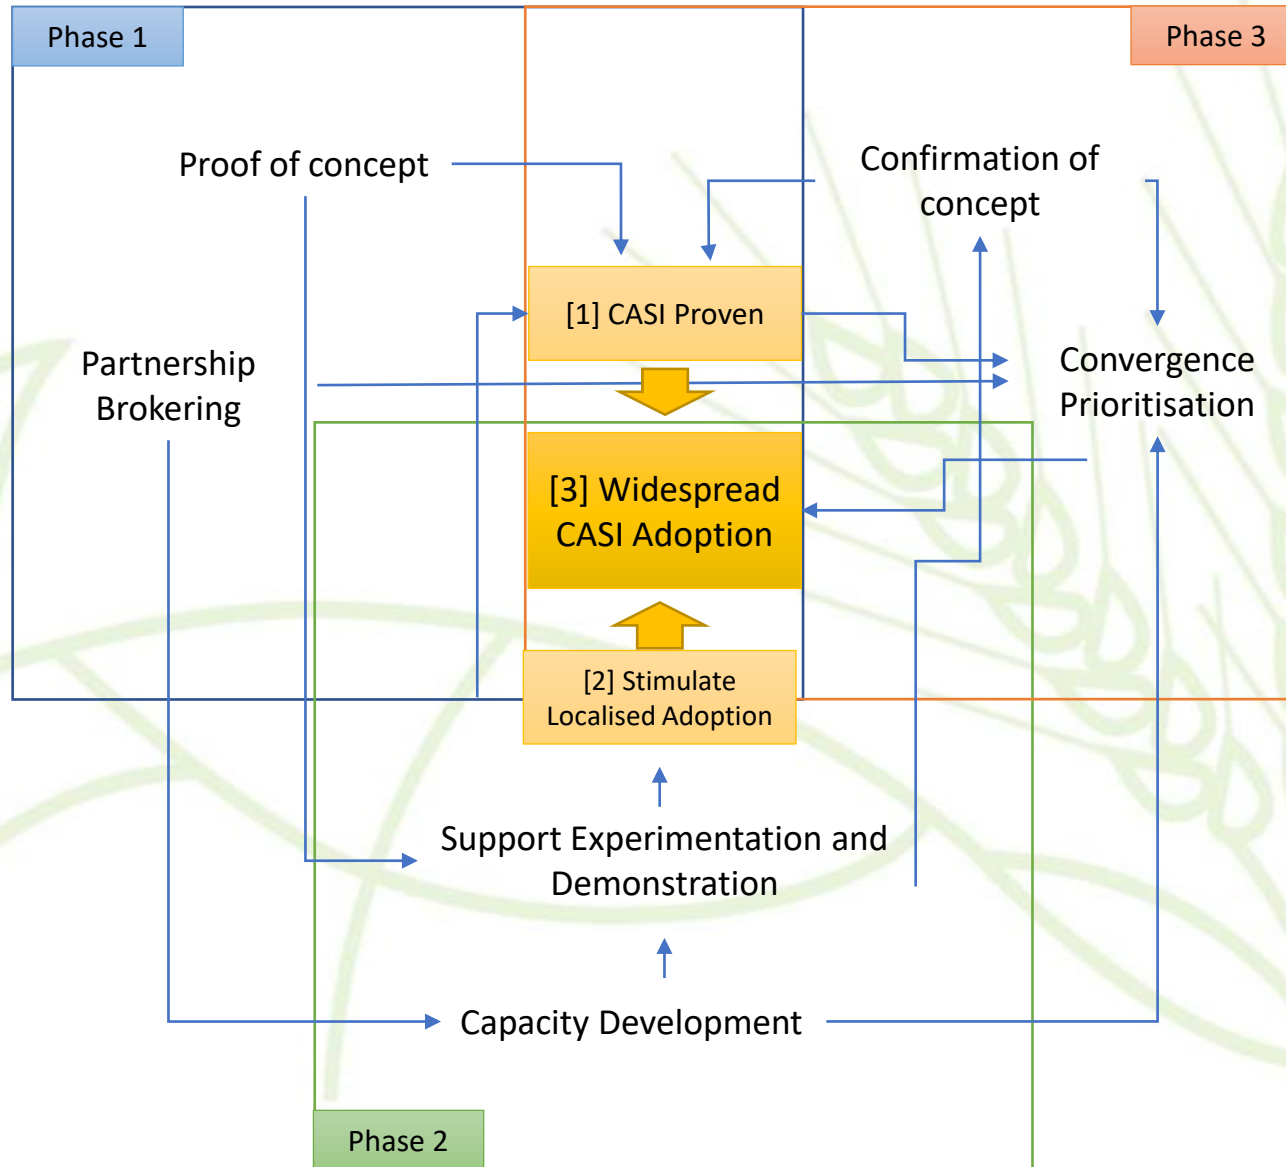 Phase 1
Phase 3
Proof of concept
Confirmation of
concept
[1] CASI Proven
Partnership
Brokering
Convergence
Prioritisation
[3] Widespread
CASI Adoption
[2] Stimulate
Localised Adoption
Support Experimentation and
Demonstration
Capacity Development
Phase 2